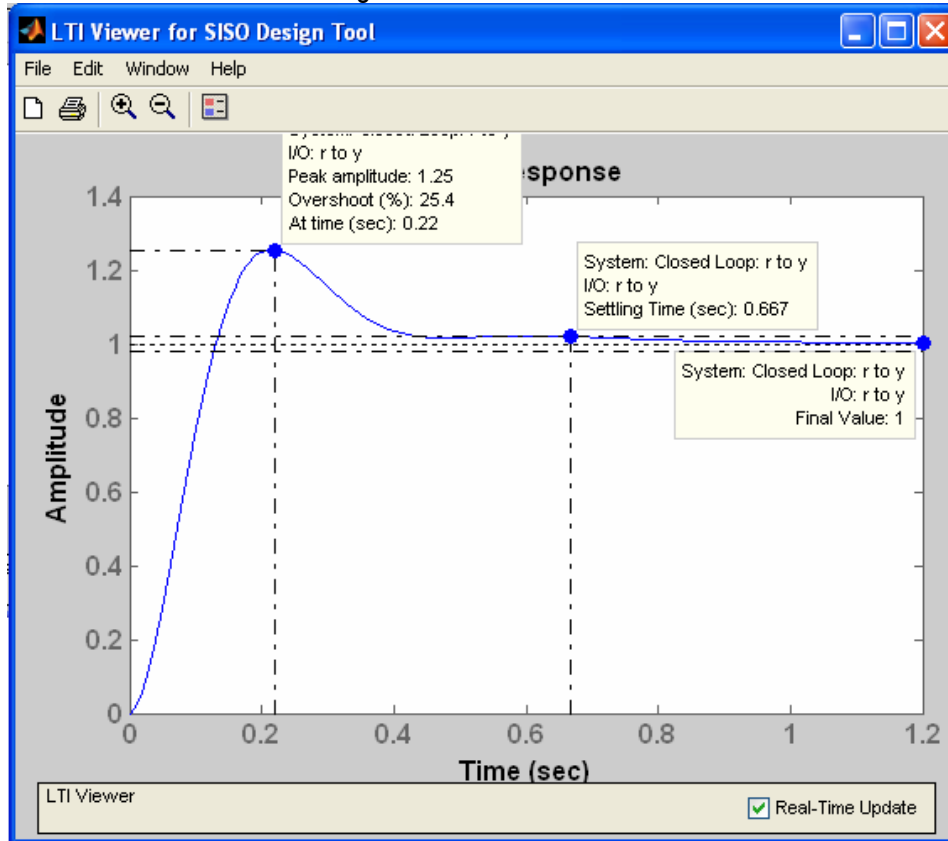 LTI Viewer for SISO Design Tool
File Edit Window Help
I/O: r to y
Peak amplitude: 1.25
Overshoot (%): 25.4
At time (sec): 0.22
esponse
System: Closed Loop: r to y
I/O: r to y
Settling Time (sec): 0.667
System: Closed Loop: r to y
I/O: r to y
Final Value: 1
Amplitude
1.4
1.2
1
0.8
0.6
0.4
0.2
0
0 0.2 0.4 0.6 0.8 1 1.2
Time (sec)
LTI Viewer
Real-Time Update